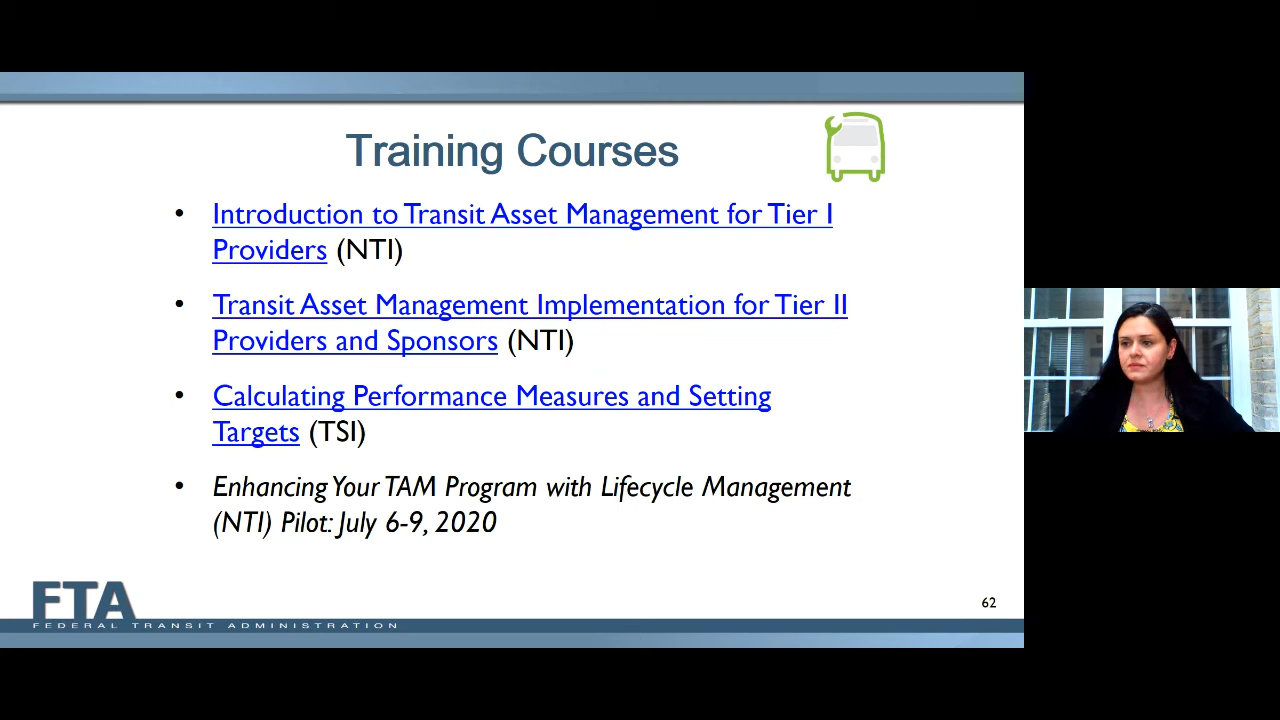 Training Courses
• Introduction to Transit Asset Management for Tier I
Providers (NTI)
• Transit Asset Management Implementation for Tier II
Providers and Sponsors (NTI)
• Calculating Performance Measures and Setting
Targets (TSI)
• Enhancing Your TAM Program with Lifecycle Management
(NTI) Pilot: July 6-9, 2020
FTA
62
FEDERAL TRANSIT ADMINISTRATION